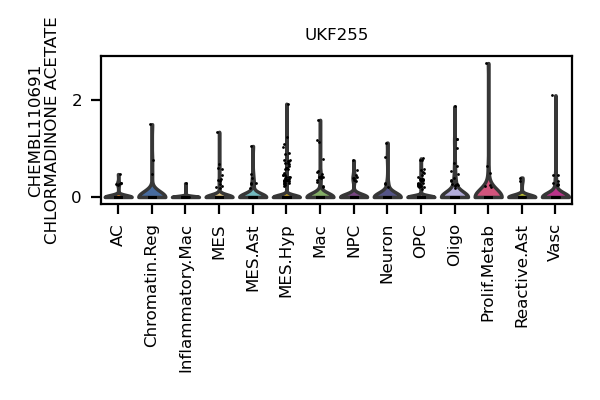 UKF255
CHEMBL110691
CHLORMADINONE ACETATE
2
0
AC
Chromatin.Reg
Inflammatory.Mac
MES
MES.Ast
MES.Hyp
Mac
NPC
Neuron
OPC
Oligo
Prolif.Metab
Reactive.Ast
Vasc